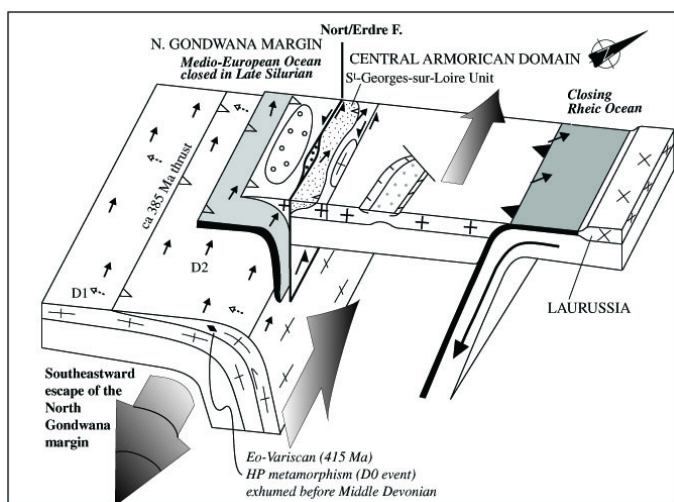 Nort/Erdre F.
N. GONDWANA MARGIN
Medio-European Ocean
closed in Late Silurian
CENTRAL ARMORICAN DOMAIN
St-Georges-sur-Loire Unit
Closing
Rheic Ocean
ca 385 Ma thrust
D2
D1
LAURUSSIA
Southeastward
escape of the
North
Gondwana
margin
Eo-Variscan (415 Ma)
HP metamorphism (D0 event)
exhumed before Middle Devonian